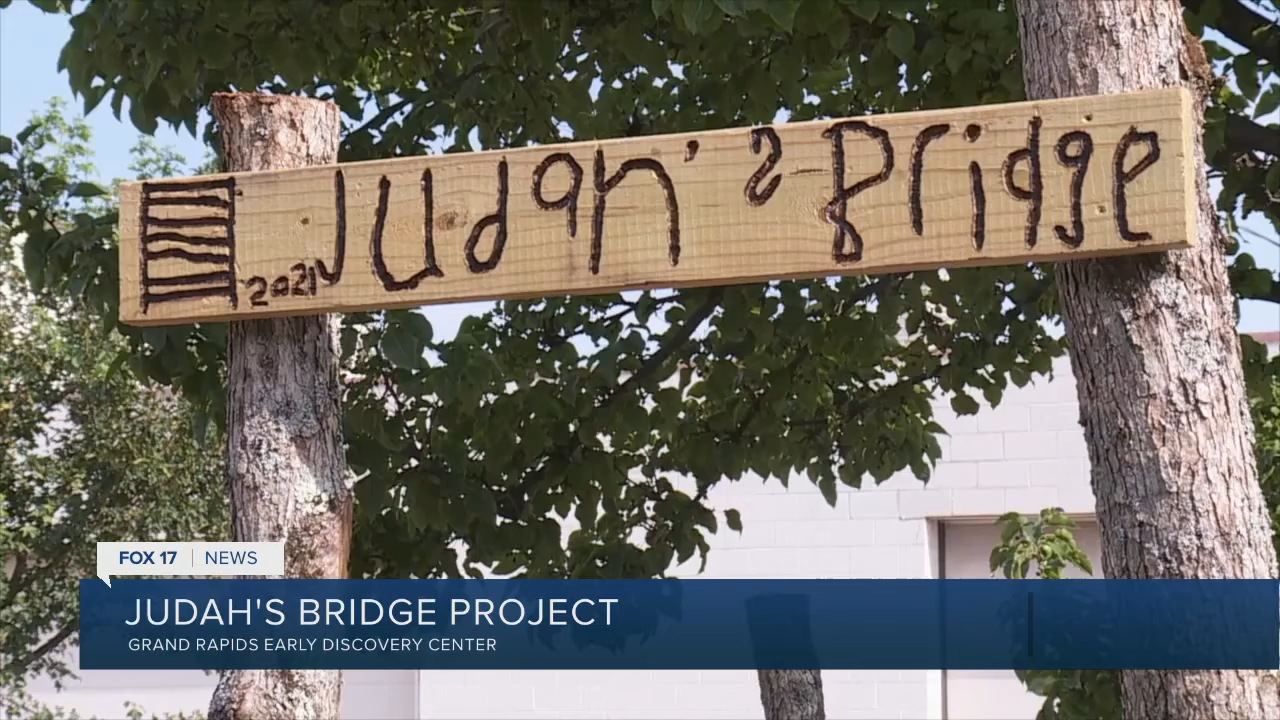 Judah's Bridge
2021
FOX 17 | NEWS
JUDAH'S BRIDGE PROJECT
GRAND RAPIDS EARLY DISCOVERY CENTER